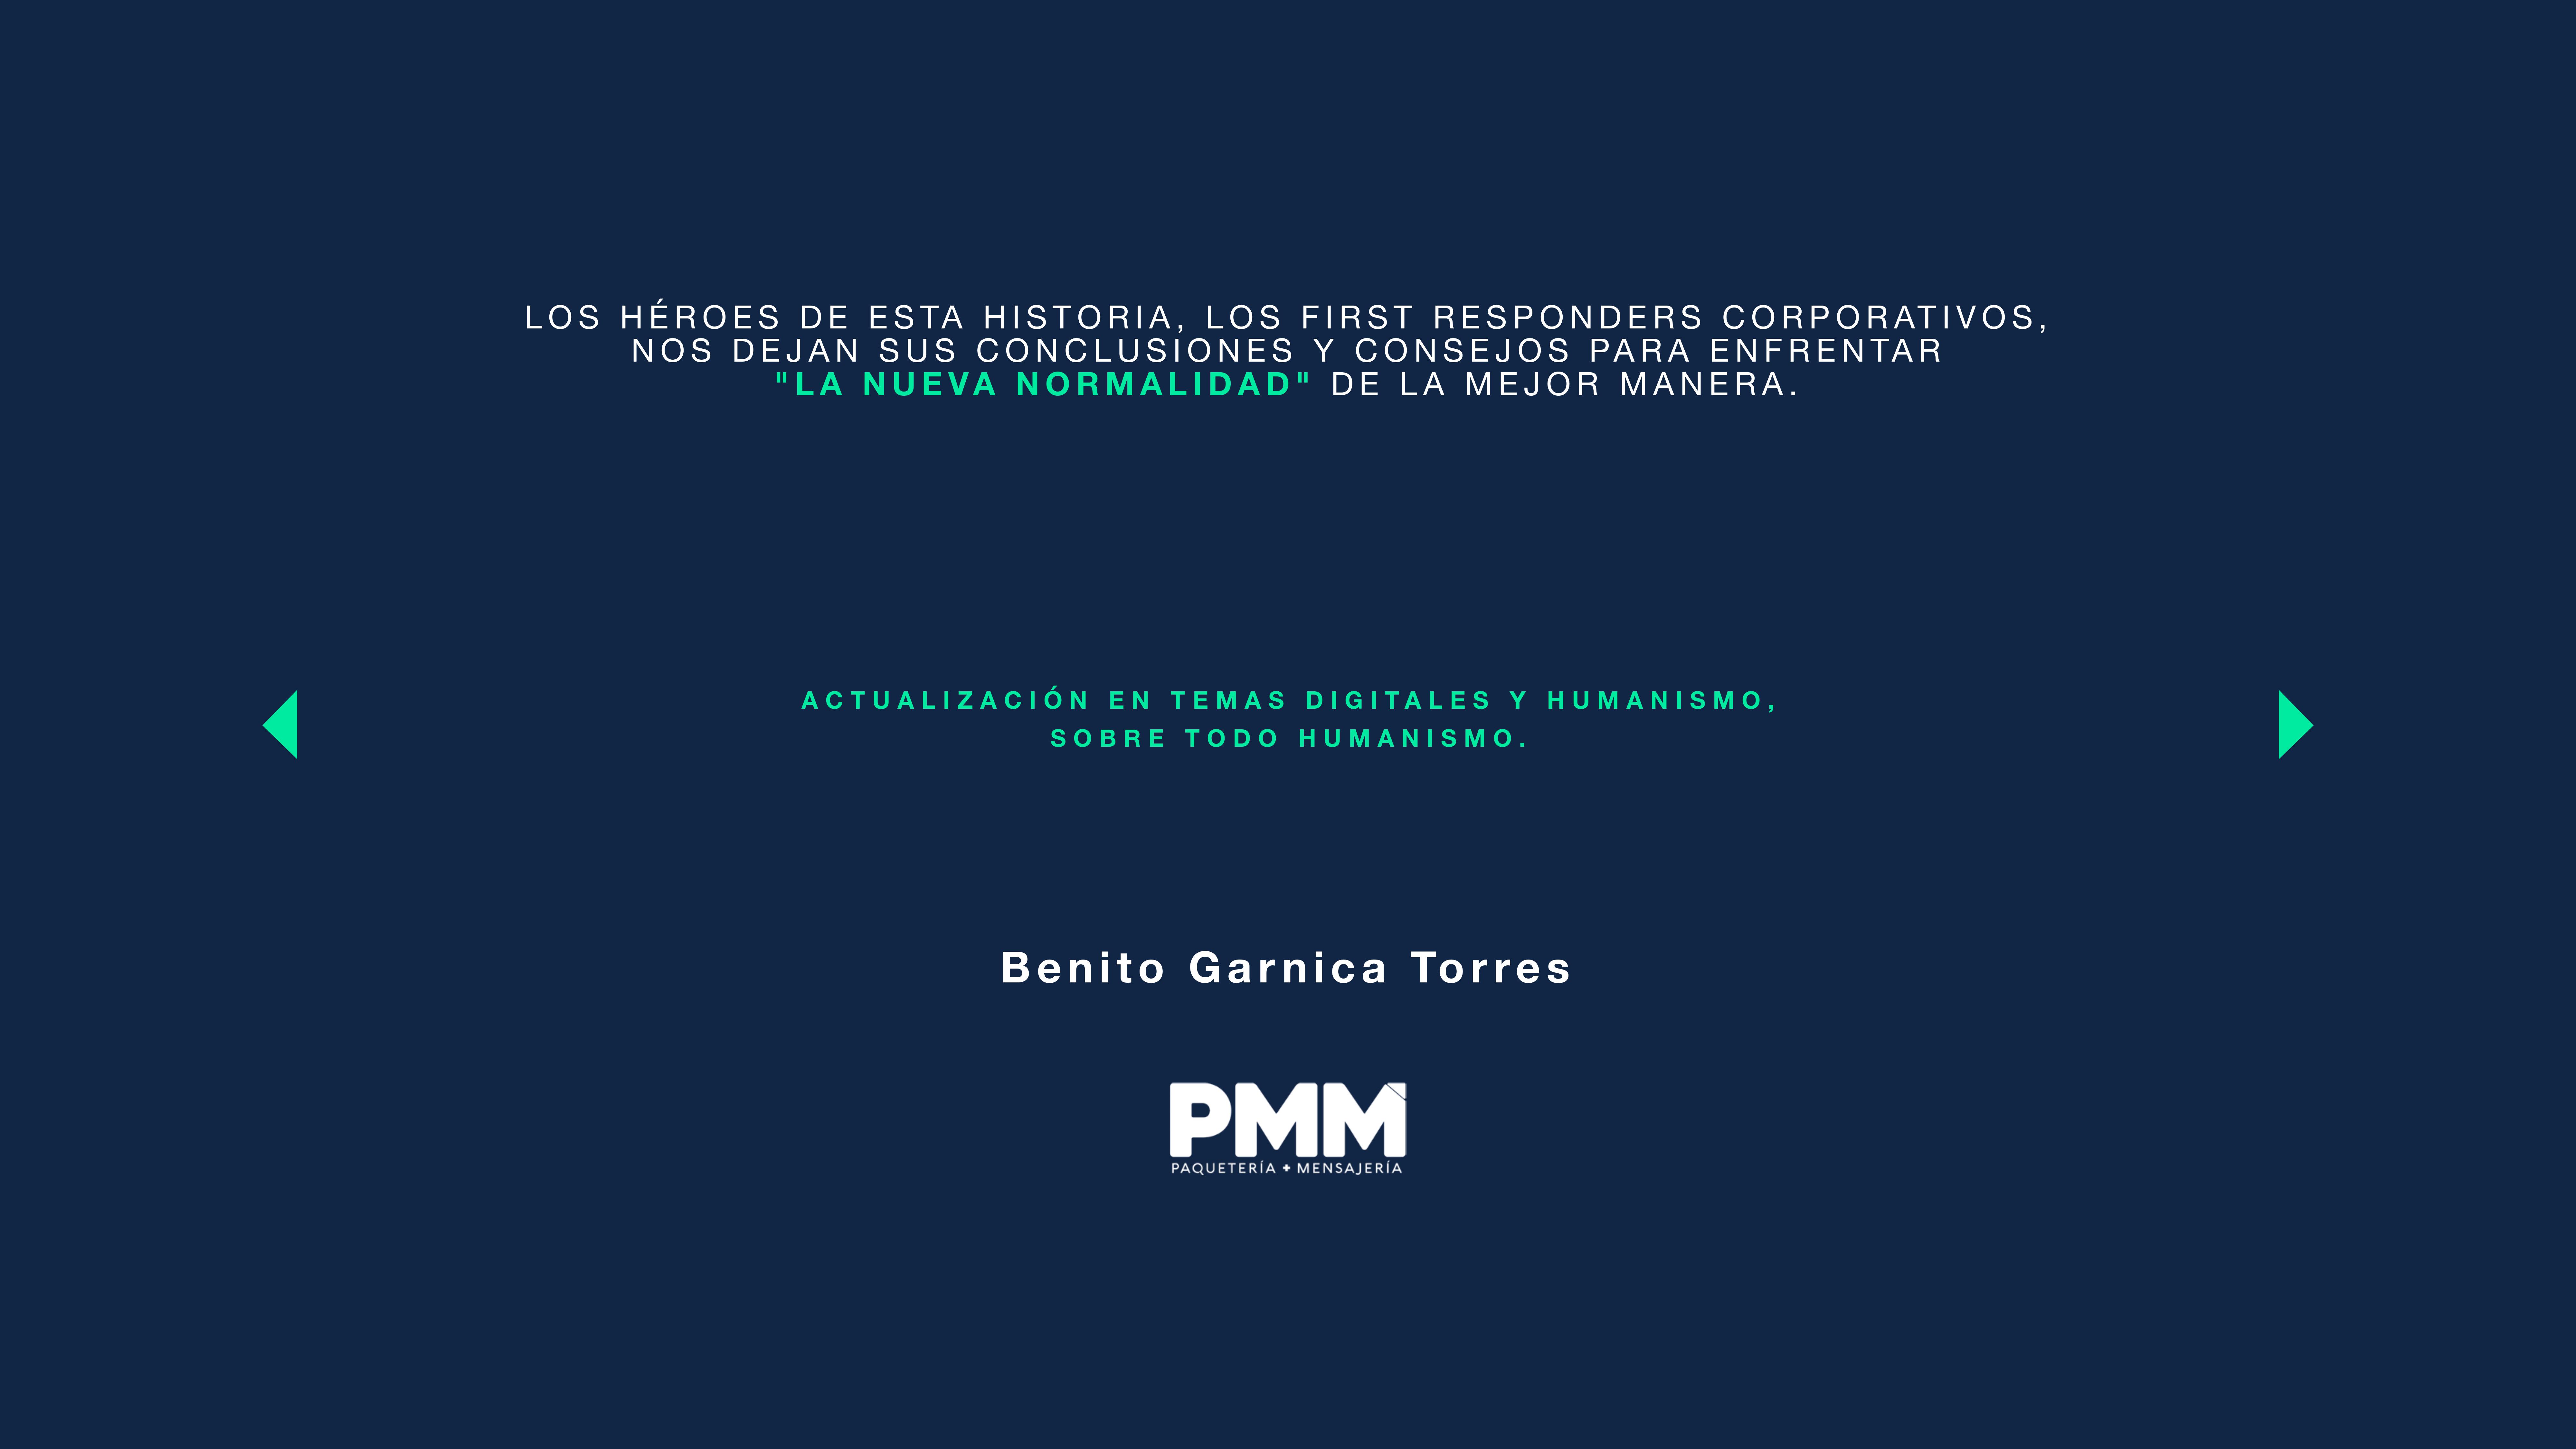 LOS HÉROES DE ESTA HISTORIA, LOS FIRST RESPONDERS CORPORATIVOS,
NOS DEJAN SUS CONCLUSIONES Y CONSEJOS PARA ENFRENTAR
"LA NUEVA NORMALIDAD" DE LA MEJOR MANERA.
ACTUALIZACIÓN EN TEMAS DIGITALES Y HUMANISMO,
SOBRE TODO HUMANISMO.
Benito Garnica Torres
PMM
PAQUETERÍA + MENSAJERÍA